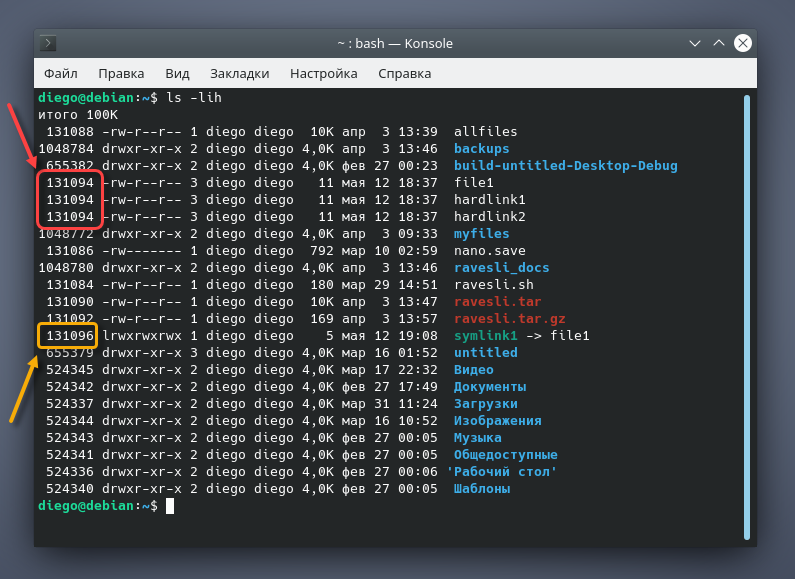 ~ : bash — Konsole
Файл Правка Вид Закладки Настройка Справка
diego@debian:~$ ls -lih
итого 100K
131088 -rw-r--r-- 1 diego diego 10K апр 3 13:39 allfiles
1048784 drwxr-xr-x 2 diego diego 4,0K апр 3 13:46 backups
655382 drwxr-xr-x 2 diego diego 4,0K фев 27 00:23 build-untitled-Desktop-Debug
131094 -rw-r--r-- 3 diego diego 11 мая 12 18:37 file1
131094 -rw-r--r-- 3 diego diego 11 мая 12 18:37 hardlink1
131094 -rw-r--r-- 3 diego diego 11 мая 12 18:37 hardlink2
1048772 drwxr-xr-x 2 diego diego 4,0K апр 3 09:33 myfiles
131086 -rw------- 1 diego diego 792 мар 10 02:59 nano.save
1048780 drwxr-xr-x 2 diego diego 4,0K апр 3 13:46 ravesli_docs
131084 -rw-r--r-- 1 diego diego 180 мар 29 14:51 ravesli.sh
131090 -rw-r--r-- 1 diego diego 10K апр 3 13:47 ravesli.tar
131092 -rw-r--r-- 1 diego diego 169 апр 3 13:57 ravesli.tar.gz
131096 lrwxrwxrwx 1 diego diego 5 мая 12 19:08 symlink1 -> file1
655379 drwxr-xr-x 3 diego diego 4,0K мар 16 01:52 untitled
524345 drwxr-xr-x 2 diego diego 4,0K мар 17 22:32 Видео
524342 drwxr-xr-x 2 diego diego 4,0K фев 27 17:49 Документы
524337 drwxr-xr-x 2 diego diego 4,0K мар 31 11:24 Загрузки
524344 drwxr-xr-x 2 diego diego 4,0K мар 16 10:52 Изображения
524343 drwxr-xr-x 2 diego diego 4,0K фев 27 00:05 Музыка
524341 drwxr-xr-x 2 diego diego 4,0K фев 27 00:05 Общедоступные
524336 drwxr-xr-x 2 diego diego 4,0K фев 27 00:06 'Рабочий стол'
524340 drwxr-xr-x 2 diego diego 4,0K фев 27 00:05 Шаблоны
diego@debian:~$